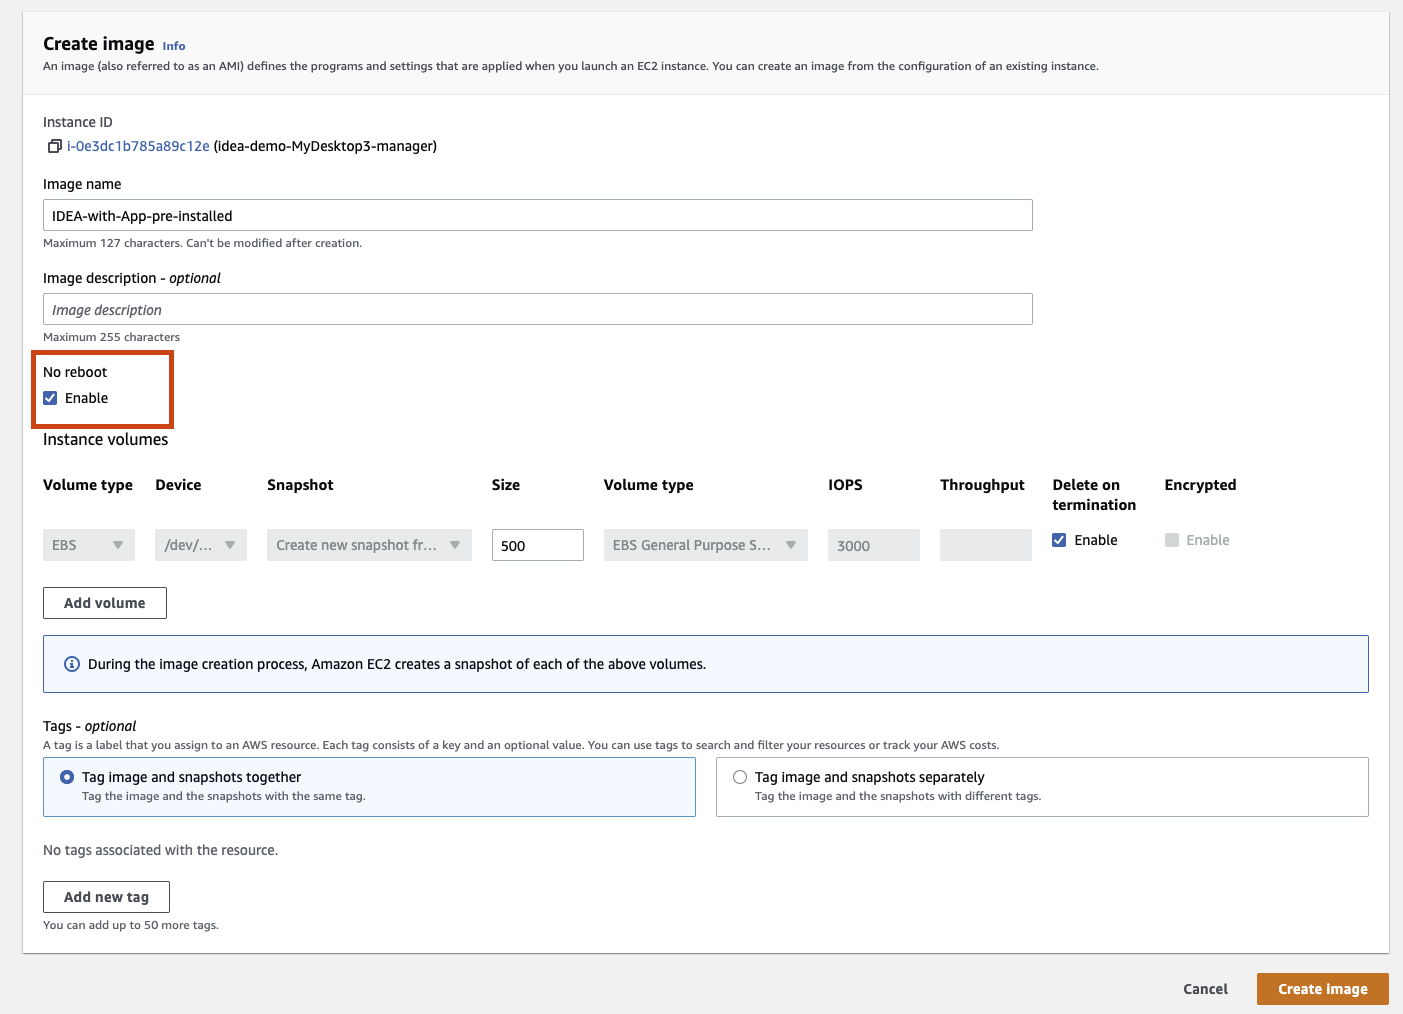 Create image Info
An image (also referred to as an AMI) defines the programs and settings that are applied when you launch an EC2 instance. You can create an image from the configuration of an existing instance.
Instance ID
i-0e3dc1b785a89c12e (idea-demo-MyDesktop3-manager)
Image name
IDEA-with-App-pre-installed
Maximum 127 characters. Can't be modified after creation.
Image description - optional
Image description
Maximum 255 characters
No reboot
Enable
Instance volumes
Volume type Device Snapshot Size Volume type IOPS Throughput Delete on termination Encrypted
EBS /dev/... Create new snapshot fr... 500 EBS General Purpose S... 3000 Enable Enable
Add volume
During the image creation process, Amazon EC2 creates a snapshot of each of the above volumes.
Tags - optional
A tag is a label that you assign to an AWS resource. Each tag consists of a key and an optional value. You can use tags to search and filter your resources or track your AWS costs.
Tag image and snapshots together
Tag the image and the snapshots with the same tag.
Tag image and snapshots separately
Tag the image and the snapshots with different tags.
No tags associated with the resource.
Add new tag
You can add up to 50 more tags.
Cancel Create image